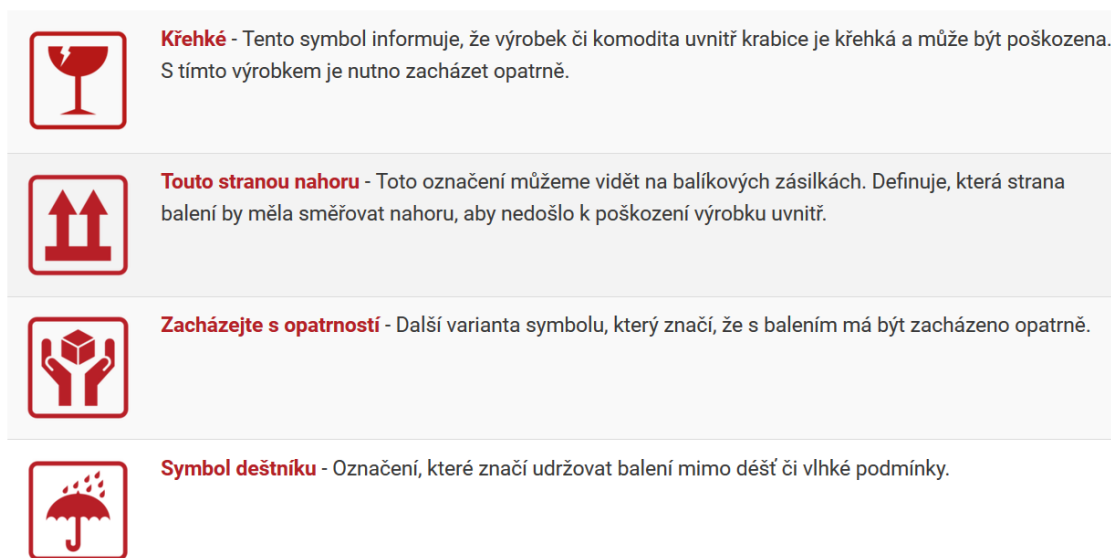 Křehké - Tento symbol informuje, že výrobek či komodita uvnitř krabice je křehká a může být poškozena.
S tímto výrobkem je nutno zacházet opatrně.
Touto stranou nahoru - Toto označení můžeme vidět na balíkových zásilkách. Definuje, která strana
balení by měla směřovat nahoru, aby nedošlo k poškození výrobku uvnitř.
Zacházejte s opatrností - Další varianta symbolu, který značí, že s balením má být zacházeno opatrně.
Symbol deštníku - Označení, které značí udržovat balení mimo déšť či vlhké podmínky.